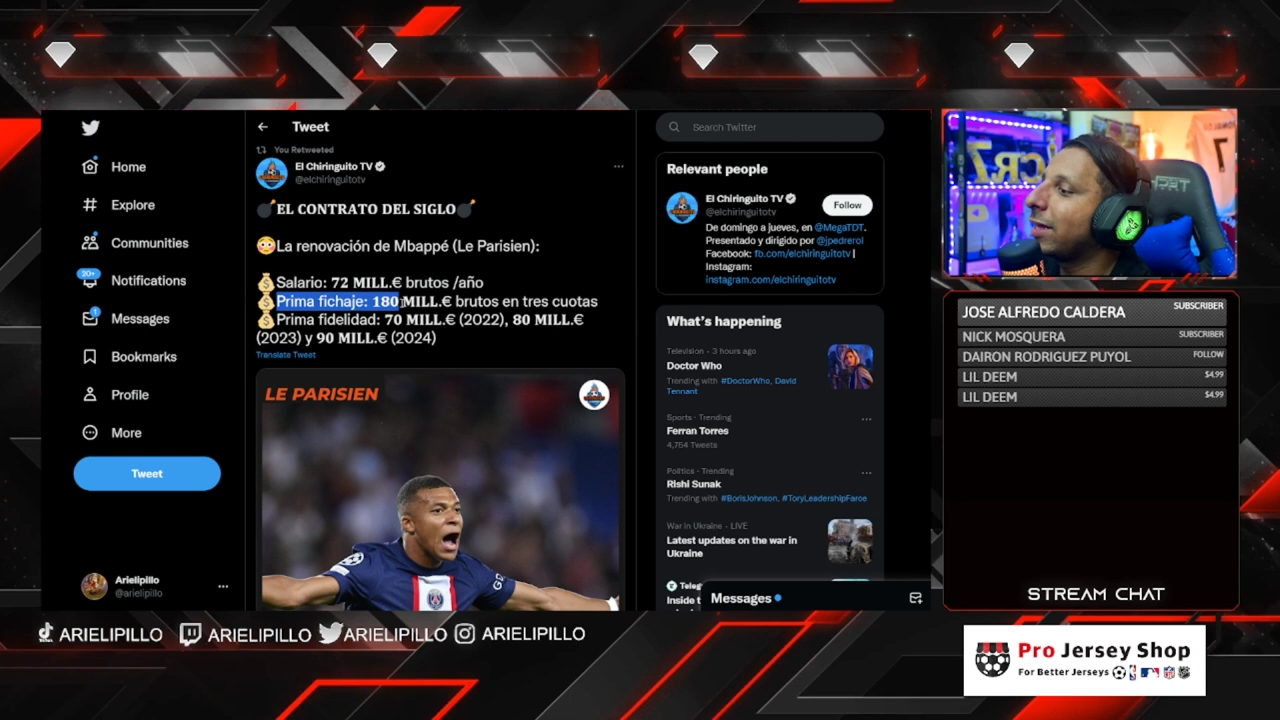 Home
Explore
Communities
20+
Notifications
1
Messages
Bookmarks
Profile
More
Tweet
Arielipillo
@arielipillo
Tweet
You Retweeted
El Chiringuito TV
@elchiringuitotv
💣EL CONTRATO DEL SIGLO💣
😳La renovación de Mbappé (Le Parisien):
💰Salario: 72 MILL.€ brutos /año
💰Prima fichaje: 180 MILL.€ brutos en tres cuotas
💰Prima fidelidad: 70 MILL.€ (2022), 80 MILL.€
(2023) y 90 MILL.€ (2024)
Translate Tweet
LE PARISIEN
Search Twitter
Relevant people
El Chiringuito TV
@elchiringuitotv
Follow
De domingo a jueves, en @MegaTDT.
Presentado y dirigido por @jpedrerol
Facebook: fb.com/elchiringuitotv |
Instagram:
instagram.com/elchiringuitotv
What's happening
Television · 3 hours ago
Doctor Who
Trending with #DoctorWho, David
Tennant
Sports · Trending
Ferran Torres
4,754 Tweets
Politics · Trending
Rishi Sunak
Trending with #BorisJohnson, #ToryLeadershipFarce
War in Ukraine · LIVE
Latest updates on the war in
Ukraine
Inside t
Messages
CR7
7
JOSE ALFREDO CALDERA SUBSCRIBER
NICK MOSQUERA SUBSCRIBER
DAIRON RODRIGUEZ PUYOL FOLLOW
LIL DEEM $4.99
LIL DEEM $4.99
STREAM CHAT
ARIELIPILLO ARIELIPILLO ARIELIPILLO ARIELIPILLO
Pro Jersey Shop
For Better Jerseys